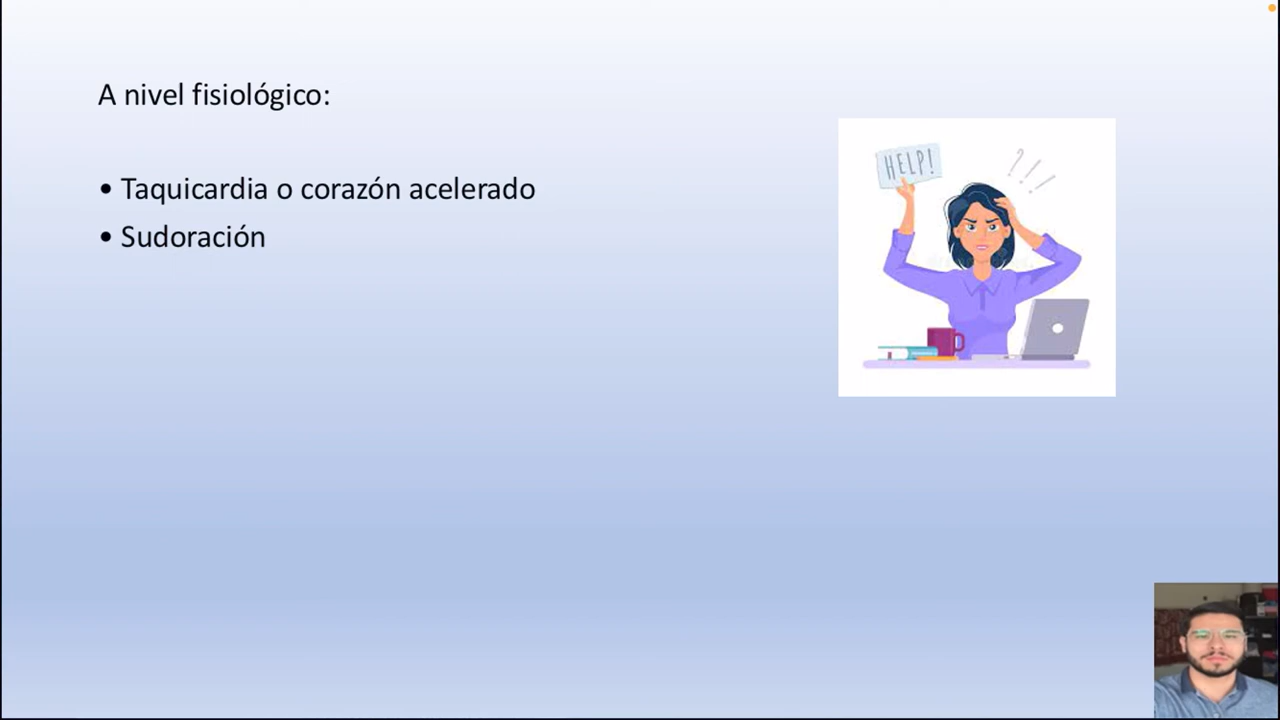 A nivel fisiológico:
• Taquicardia o corazón acelerado
• Sudoración
HELP!